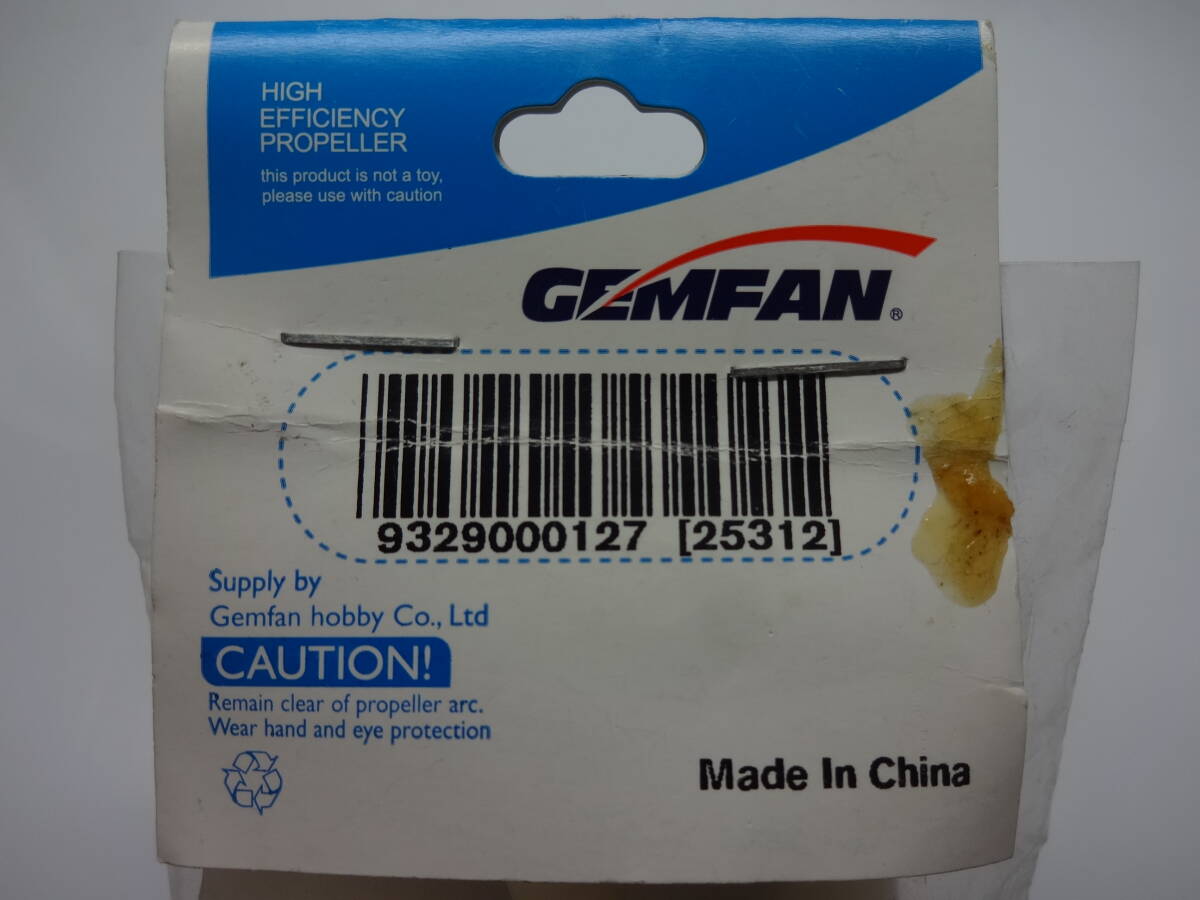 HIGH
EFFICIENCY
PROPELLER
this product is not a toy,
please use with caution
GEMFAN®
9329000127 [25312]
Supply by
Gemfan hobby Co., Ltd
CAUTION!
Remain clear of propeller arc.
Wear hand and eye protection
Made In China